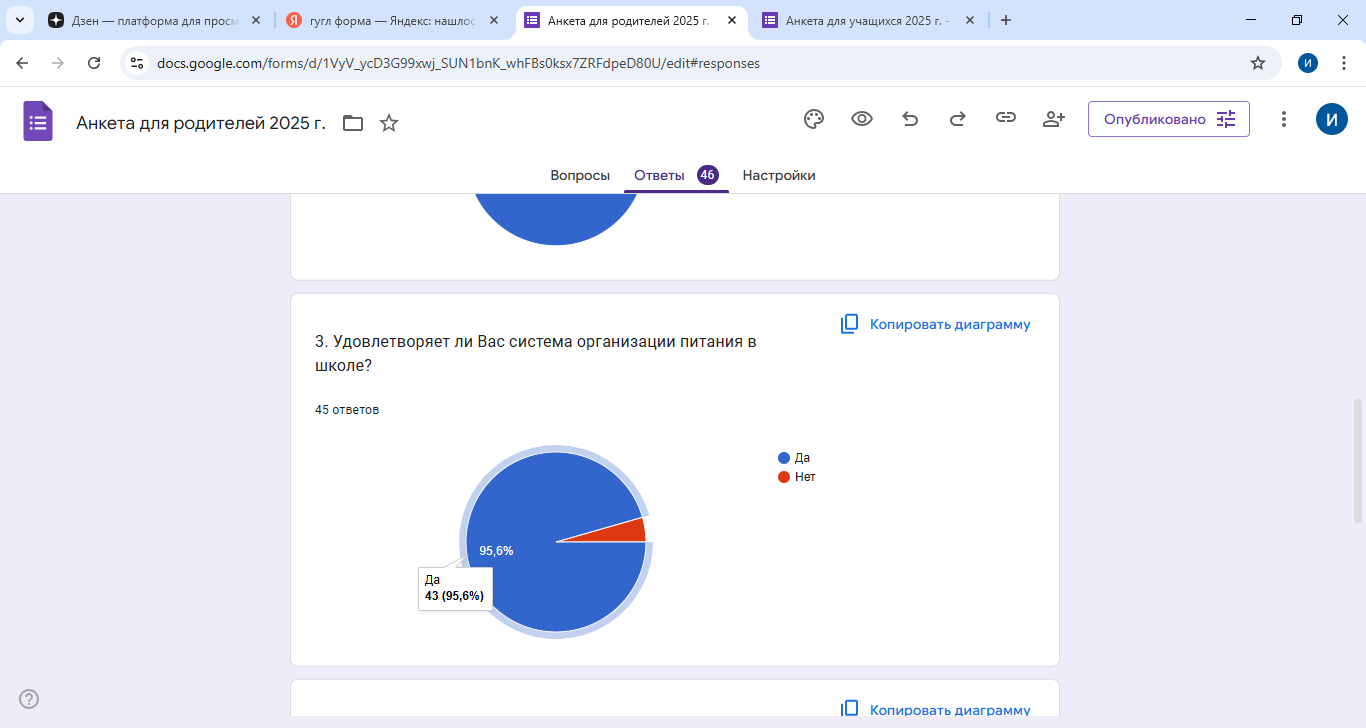 Дзен — платформа для просм
гугл форма — Яндекс: нашлос
Анкета для родителей 2025 г. -
Анкета для учащихся 2025 г. -
docs.google.com/forms/d/1VyV_ycD3G99xwj_SUN1bnK_whFBs0ksx7ZRFdpeD80U/edit#responses
И
Анкета для родителей 2025 г.
Опубликовано
И
Вопросы
Ответы 46
Настройки
Копировать диаграмму
3. Удовлетворяет ли Вас система организации питания в
школе?
45 ответов
Да
Нет
95,6%
Да
43 (95,6%)
Копировать диаграмму